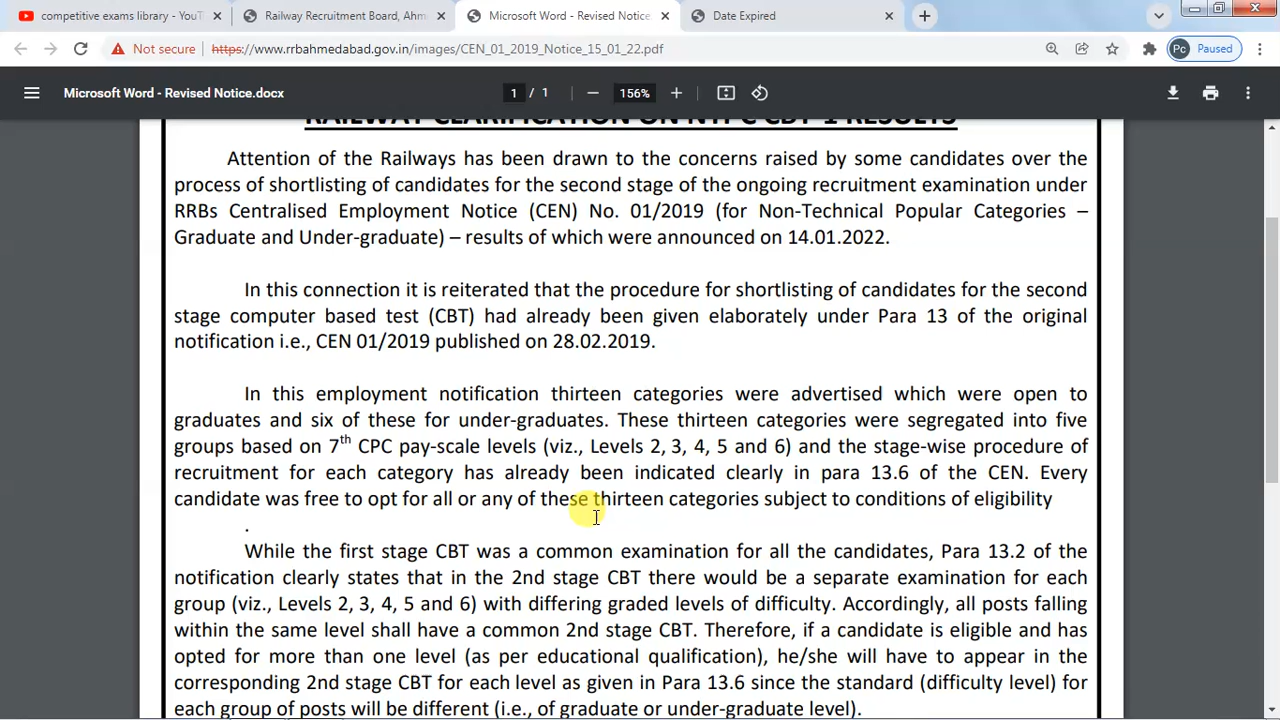 competitive exams library - YouT
Railway Recruitment Board, Ahm
Microsoft Word - Revised Notice.
Date Expired
Not secure
https://www.rrbahmedabad.gov.in/images/CEN_01_2019_Notice_15_01_22.pdf
Pc Paused
Microsoft Word - Revised Notice.docx
1 / 1
156%
RAILWAY CLARIFICATION ON NTPC CBT-1 RESULTS
Attention of the Railways has been drawn to the concerns raised by some candidates over the
process of shortlisting of candidates for the second stage of the ongoing recruitment examination under
RRBs Centralised Employment Notice (CEN) No. 01/2019 (for Non-Technical Popular Categories –
Graduate and Under-graduate) – results of which were announced on 14.01.2022.
In this connection it is reiterated that the procedure for shortlisting of candidates for the second
stage computer based test (CBT) had already been given elaborately under Para 13 of the original
notification i.e., CEN 01/2019 published on 28.02.2019.
In this employment notification thirteen categories were advertised which were open to
graduates and six of these for under-graduates. These thirteen categories were segregated into five
groups based on 7th CPC pay-scale levels (viz., Levels 2, 3, 4, 5 and 6) and the stage-wise procedure of
recruitment for each category has already been indicated clearly in para 13.6 of the CEN. Every
candidate was free to opt for all or any of these thirteen categories subject to conditions of eligibility
.
While the first stage CBT was a common examination for all the candidates, Para 13.2 of the
notification clearly states that in the 2nd stage CBT there would be a separate examination for each
group (viz., Levels 2, 3, 4, 5 and 6) with differing graded levels of difficulty. Accordingly, all posts falling
within the same level shall have a common 2nd stage CBT. Therefore, if a candidate is eligible and has
opted for more than one level (as per educational qualification), he/she will have to appear in the
corresponding 2nd stage CBT for each level as given in Para 13.6 since the standard (difficulty level) for
each group of posts will be different (i.e., of graduate or under-graduate level).